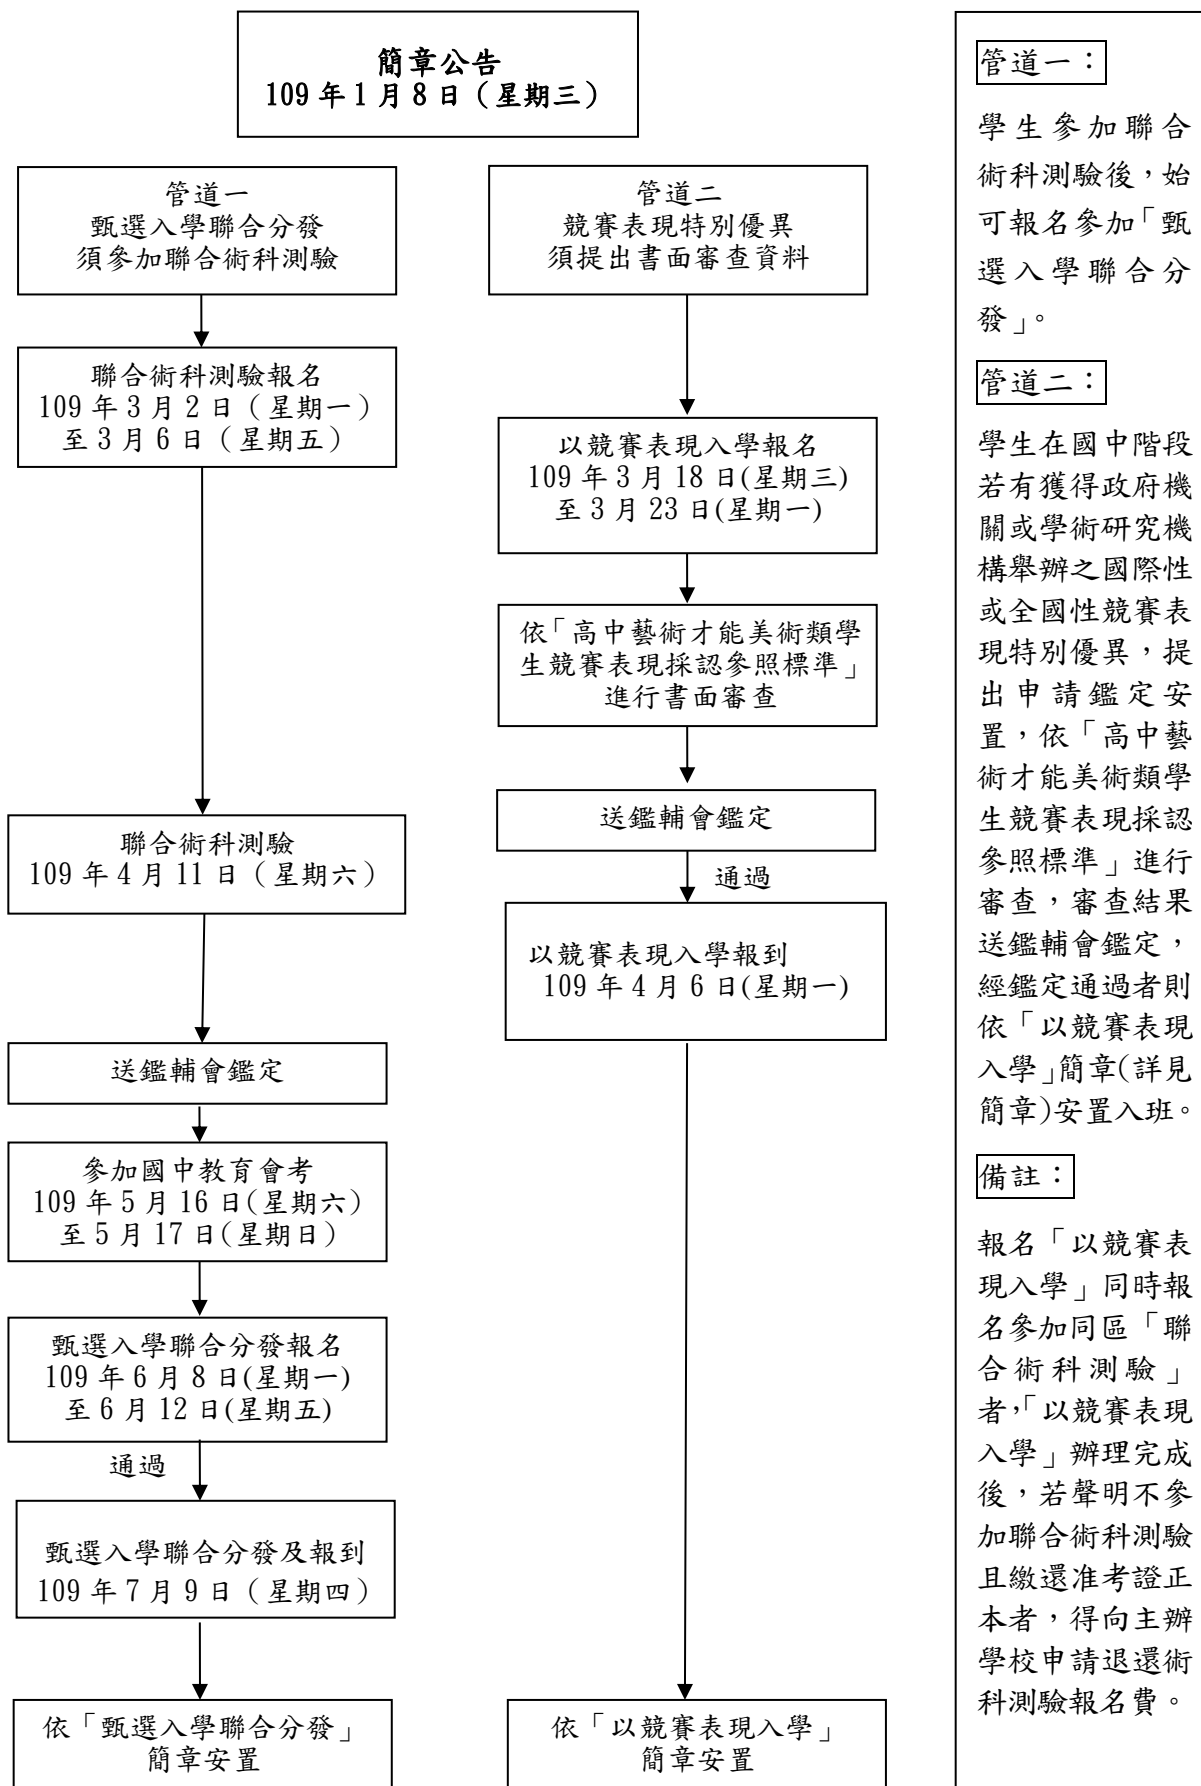 簡章公告
109 年 1 月 8 日（星期三）
管道一
甄選入學聯合分發
須參加聯合術科測驗
聯合術科測驗報名
109 年 3 月 2 日（星期一）
至 3 月 6 日（星期五）
聯合術科測驗
109 年 4 月 11 日（星期六）
送鑑輔會鑑定
參加國中教育會考
109 年 5 月 16 日(星期六）
至 5 月 17 日(星期日）
甄選入學聯合分發報名
109 年 6 月 8 日(星期一)
至 6 月 12 日(星期五)
通過
甄選入學聯合分發及報到
109 年 7 月 9 日（星期四）
依「甄選入學聯合分發」
簡章安置
管道二
競賽表現特別優異
須提出書面審查資料
以競賽表現入學報名
109 年 3 月 18 日(星期三)
至 3 月 23 日(星期一)
依「高中藝術才能美術類學
生競賽表現採認參照標準」
進行書面審查
送鑑輔會鑑定
通過
以競賽表現入學報到
109 年 4 月 6 日(星期一)
依「以競賽表現入學」
簡章安置
管道一：
學生參加聯合
術科測驗後，始
可報名參加「甄
選入學聯合分
發」。
管道二：
學生在國中階段
若有獲得政府機
關或學術研究機
構舉辦之國際性
或全國性競賽表
現特別優異，提
出申請鑑定安
置，依「高中藝
術才能美術類學
生競賽表現採認
參照標準」進行
審查，審查結果
送鑑輔會鑑定，
經鑑定通過者則
依「以競賽表現
入學」簡章(詳見
簡章)安置入班。
備註：
報名「以競賽表
現入學」同時報
名參加同區「聯
合術科測驗」
者，「以競賽表現
入學」辦理完成
後，若聲明不參
加聯合術科測驗
且繳還准考證正
本者，得向主辦
學校申請退還術
科測驗報名費。